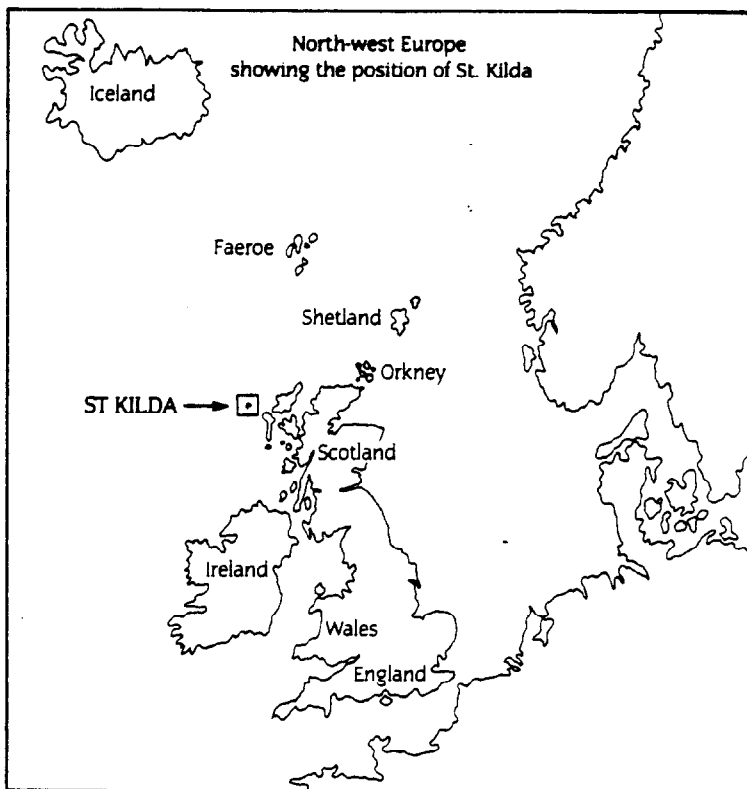 North-west Europe
showing the position of St. Kilda
Iceland
Faeroe
Shetland
Orkney
ST KILDA
Scotland
Ireland
Wales
England